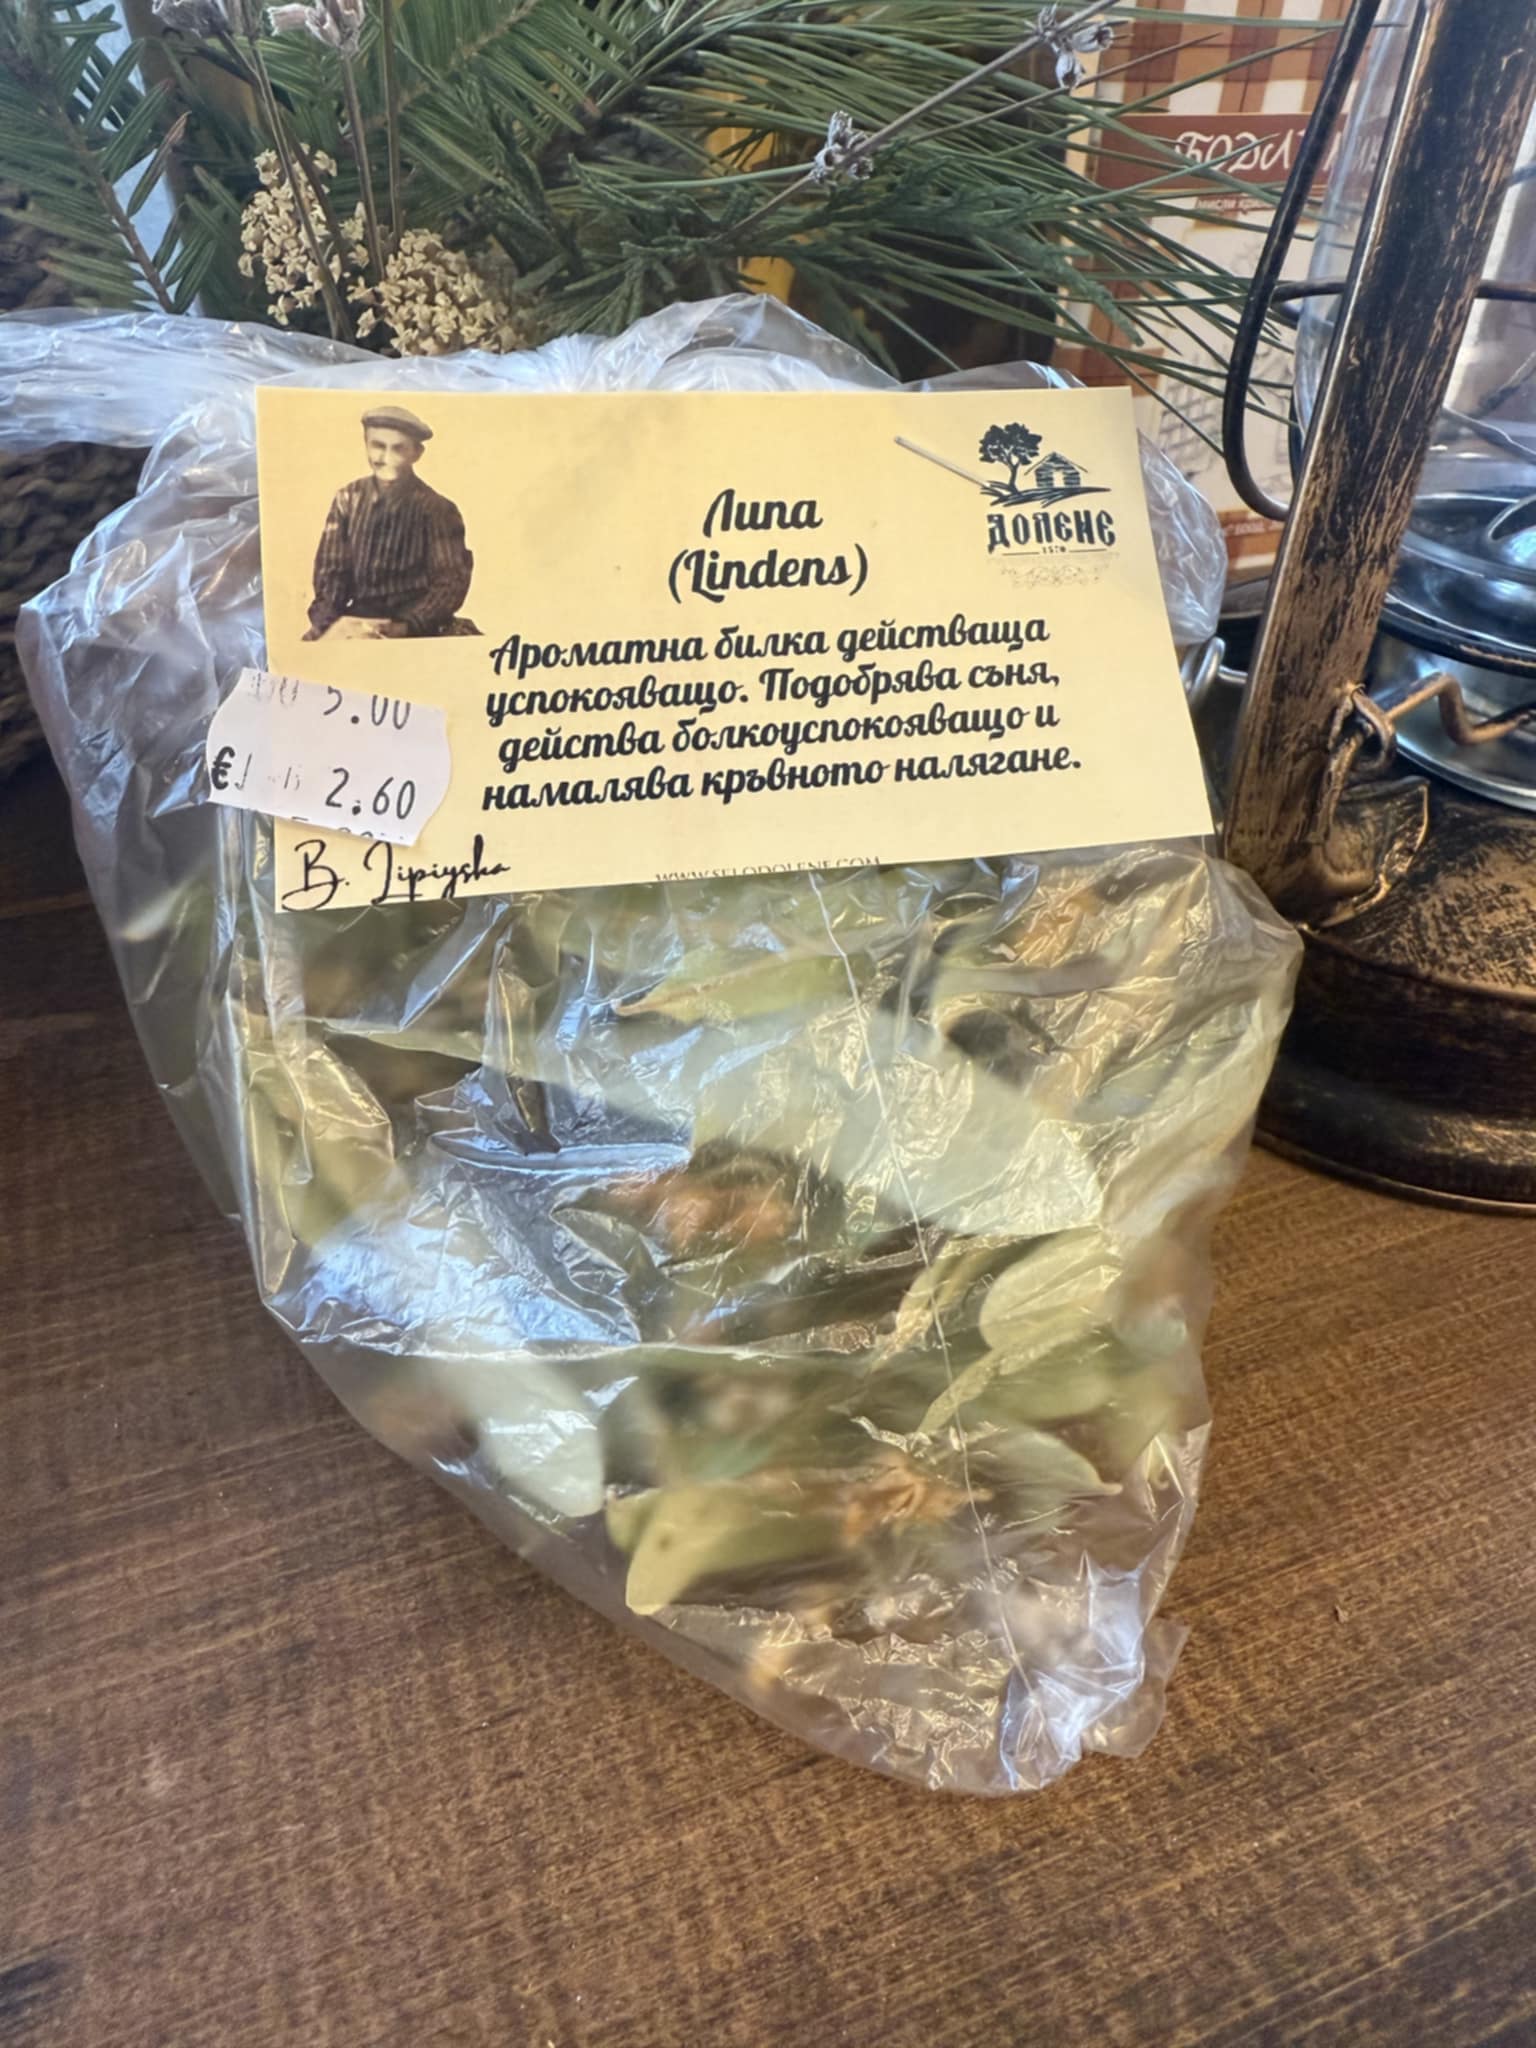 Липа
(Lindens)
ДОЛЕНЕ
1570
Ароматна билка действаща
успокояващо. Подобрява съня,
действа болкоуспокояващо и
намалява кръвното налягане.
5.00
€ 2.60
B. Lipiyska
WWW.SELODOLENE.COM